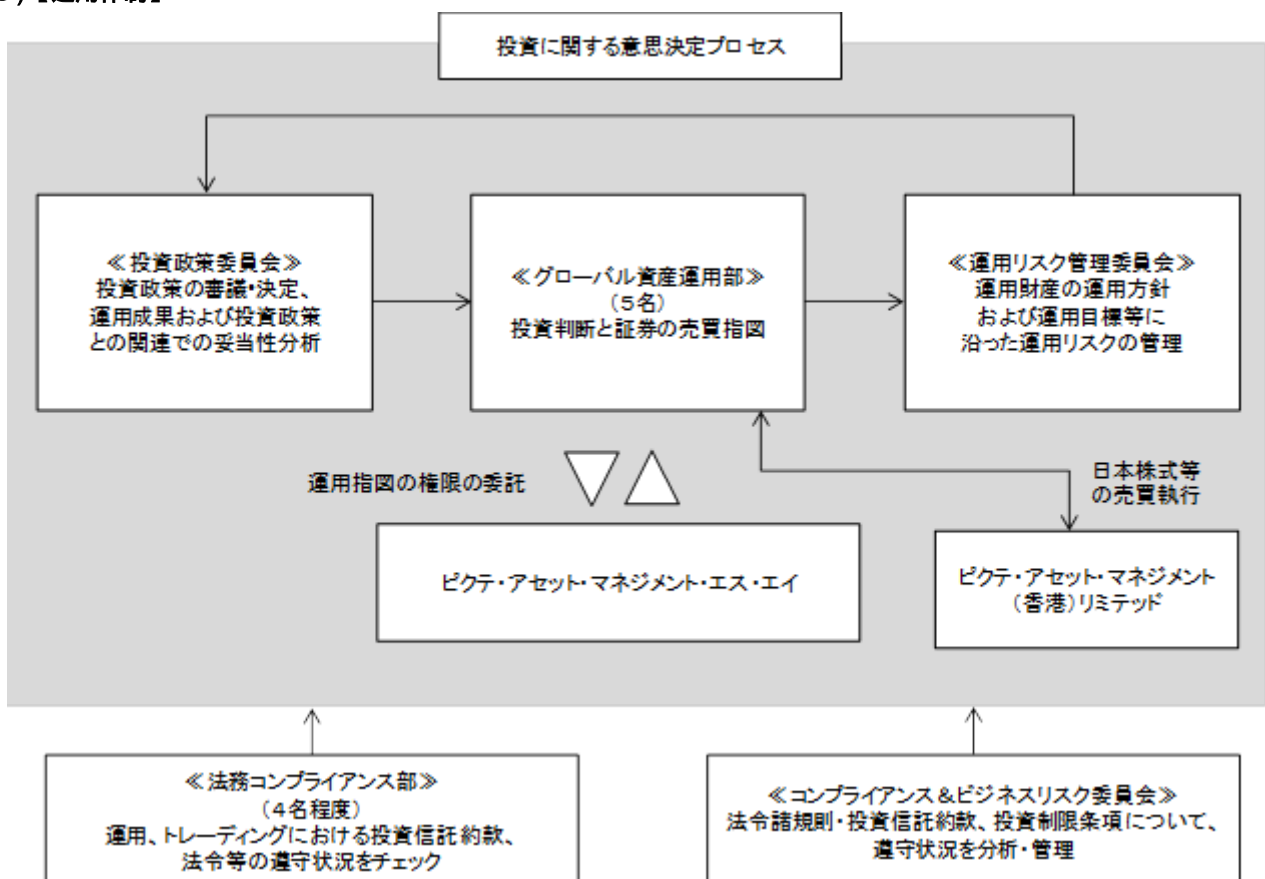 【運用体制】
投資に関する意思決定プロセス
≪投資政策委員会≫
投資政策の審議・決定、
運用成果および投資政策
との関連での妥当性分析
≪グローバル資産運用部≫
（５名）
投資判断と証券の売買指図
≪運用リスク管理委員会≫
運用財産の運用方針
および運用目標等に
沿った運用リスクの管理
運用指図の権限の委託
日本株式等
の売買執行
ピクテ・アセット・マネジメント・エス・エイ
ピクテ・アセット・マネジメント
（香港）リミテッド
≪法務コンプライアンス部≫
（４名程度）
運用、トレーディングにおける投資信託約款、
法令等の遵守状況をチェック
≪コンプライアンス＆ビジネスリスク委員会≫
法令諸規則・投資信託約款、投資制限条項について、
遵守状況を分析・管理